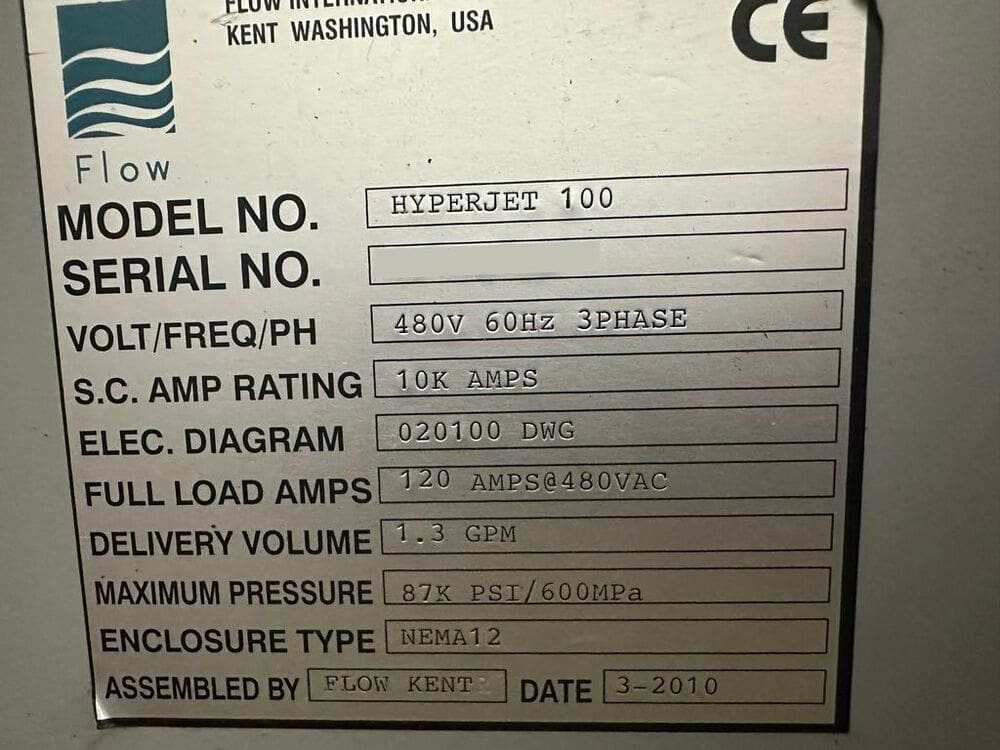 FLOW
KENT WASHINGTON, USA
CE
Flow
MODEL NO. HYPERJET 100
SERIAL NO.
VOLT/FREQ/PH 480V 60Hz 3PHASE
S.C. AMP RATING 10K AMPS
ELEC. DIAGRAM 020100 DWG
FULL LOAD AMPS 120 AMPS@480VAC
DELIVERY VOLUME 1.3 GPM
MAXIMUM PRESSURE 87K PSI/600MPa
ENCLOSURE TYPE NEMA12
ASSEMBLED BY FLOW KENT DATE 3-2010